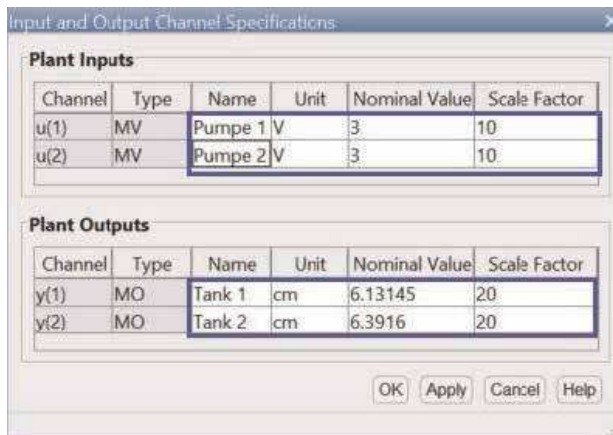 Input and Output Channel Specifications
Plant Inputs
Channel Type Name Unit Nominal Value Scale Factor
u(1) MV Pumpe 1 V 3 10
u(2) MV Pumpe 2 V 3 10
Plant Outputs
Channel Type Name Unit Nominal Value Scale Factor
y(1) MO Tank 1 cm 6.13145 20
y(2) MO Tank 2 cm 6.3916 20
OK Apply Cancel Help